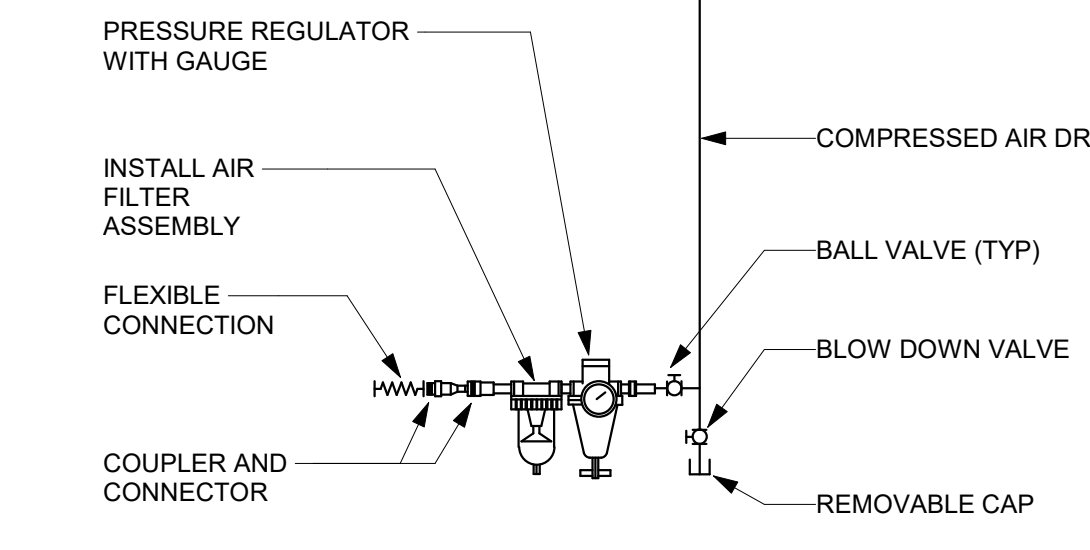 PRESSURE REGULATOR
WITH GAUGE
COMPRESSED AIR DR
INSTALL AIR
FILTER
ASSEMBLY
BALL VALVE (TYP)
FLEXIBLE
CONNECTION
BLOW DOWN VALVE
COUPLER AND
CONNECTOR
REMOVABLE CAP